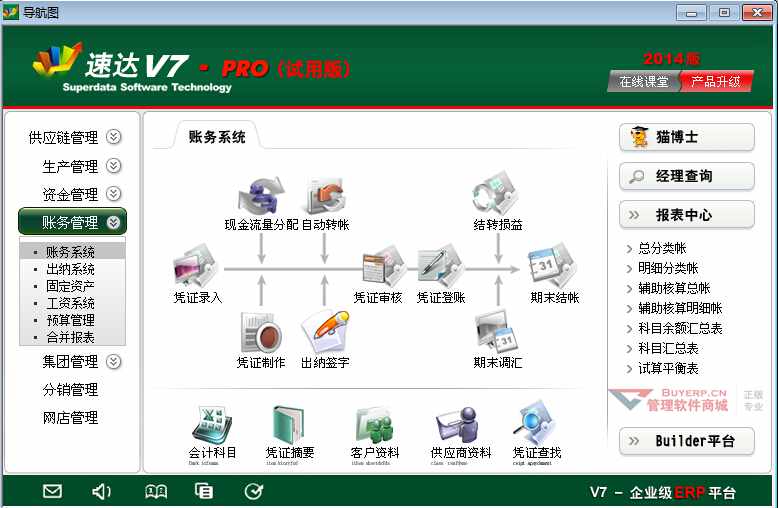 导航图
速达V7 - PRO(试用版)
Superdata Software Technology
2014版
在线课堂 产品升级
供应链管理
生产管理
资金管理
账务管理
账务系统
出纳系统
固定资产
工资系统
预算管理
合并报表
集团管理
分销管理
网店管理
账务系统
现金流量分配 自动转帐 结转损益
凭证录入 凭证审核 凭证登账 期末结帐
凭证制作 出纳签字 期末调汇
会计科目 凭证摘要 客户资料 供应商资料 凭证查找
猫博士
经理查询
报表中心
总分类帐
明细分类帐
辅助核算总帐
辅助核算明细帐
科目余额汇总表
科目汇总表
试算平衡表
BUYERP.CN
管理软件商城
正版
专业
Builder平台
V7 - 企业级ERP平台